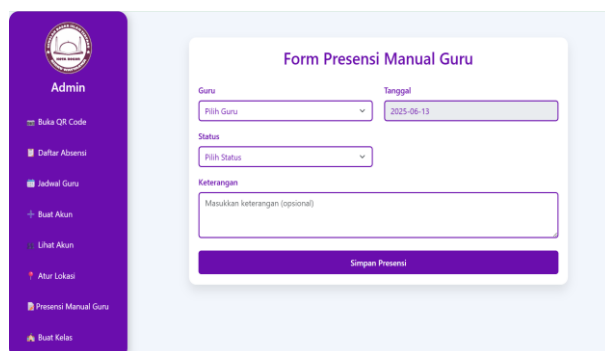 Admin
Buka QR Code
Daftar Absensi
Jadwal Guru
Buat Akun
Lihat Akun
Atur Lokasi
Presensi Manual Guru
Buat Kelas
Form Presensi Manual Guru
Guru
Tanggal
Pilih Guru
2025-06-13
Status
Pilih Status
Keterangan
Masukkan keterangan (opsional)
Simpan Presensi